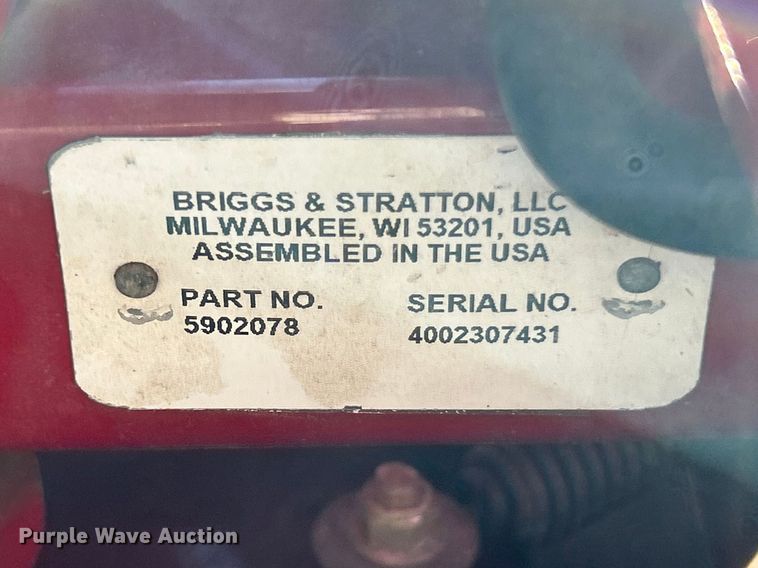 BRIGGS & STRATTON, LLC
MILWAUKEE, WI 53201, USA
ASSEMBLED IN THE USA
PART NO. SERIAL NO.
5902078 4002307431
Purple Wave Auction